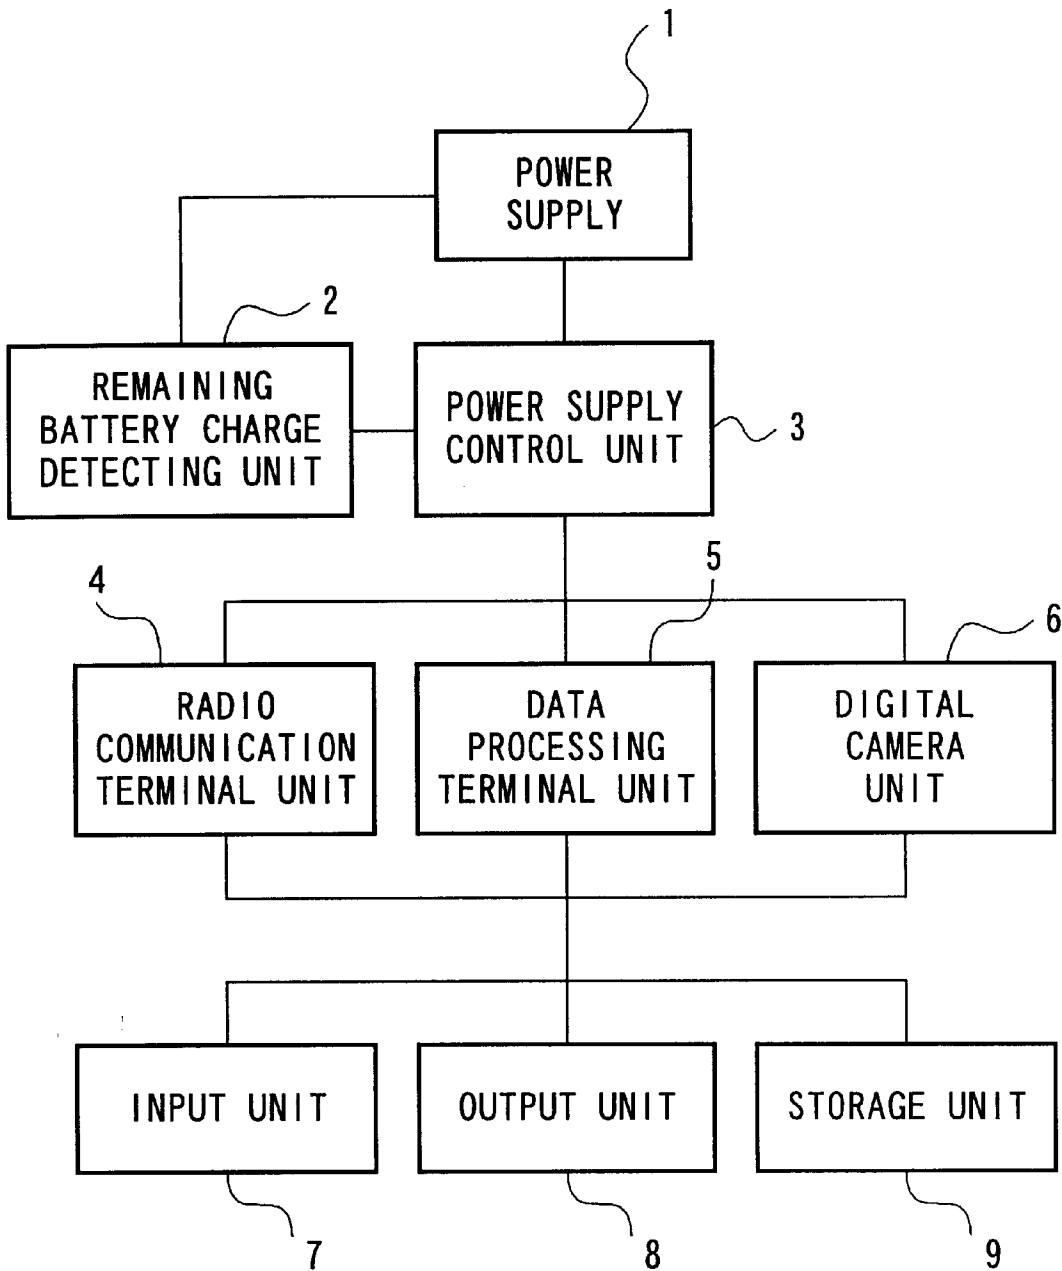 1
POWER
SUPPLY
2
REMAINING
BATTERY CHARGE
DETECTING UNIT
POWER SUPPLY
CONTROL UNIT
3
4
5
6
RADIO
COMMUNICATION
TERMINAL UNIT
DATA
PROCESSING
TERMINAL UNIT
DIGITAL
CAMERA
UNIT
INPUT UNIT
OUTPUT UNIT
STORAGE UNIT
7
8
9